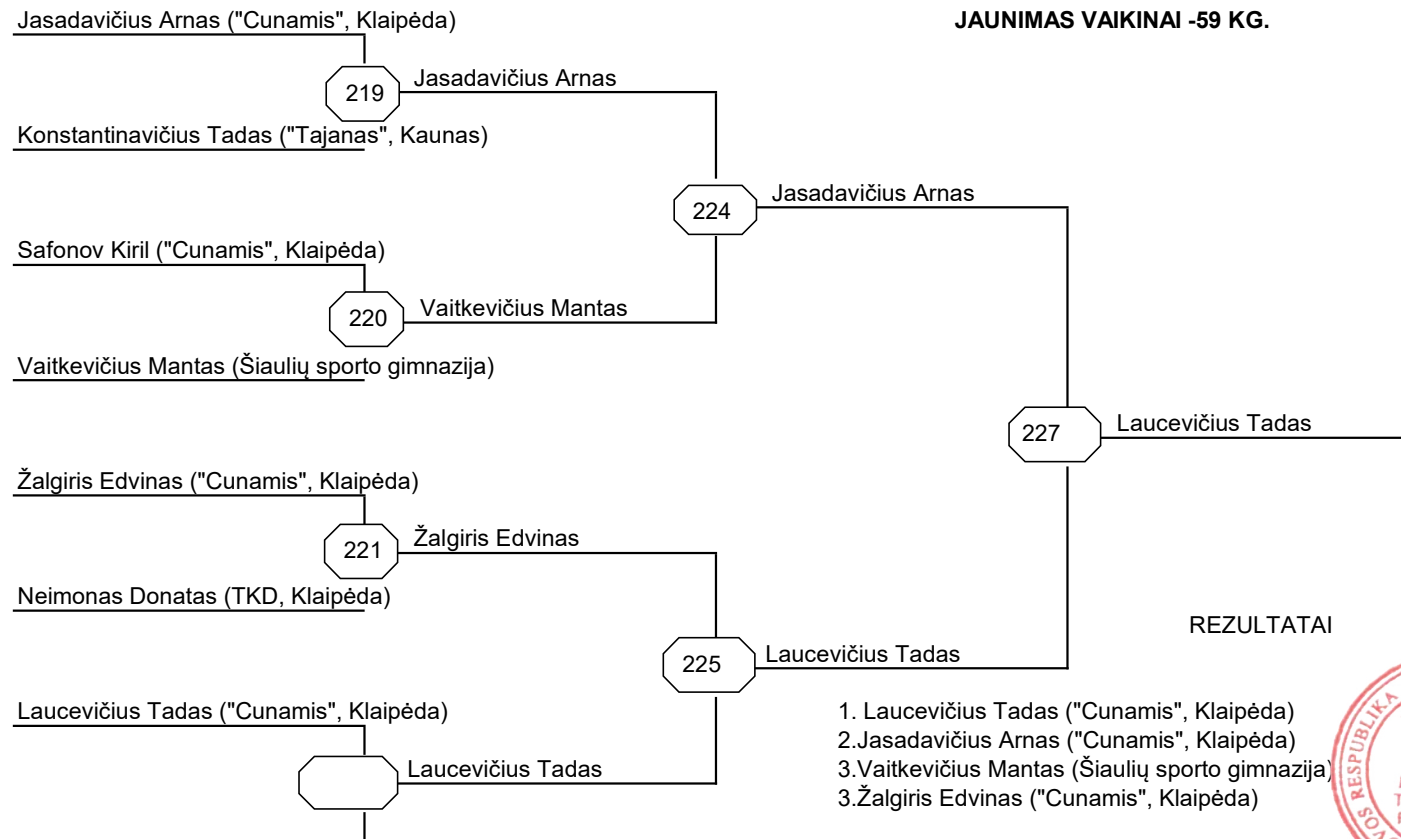 Jasadavičius Arnas ("Cunamis", Klaipėda)
JAUNIMAS VAIKINAI -59 KG.
219
Jasadavičius Arnas
Konstantinavičius Tadas ("Tajanas", Kaunas)
224
Jasadavičius Arnas
Safonov Kiril ("Cunamis", Klaipėda)
220
Vaitkevičius Mantas
Vaitkevičius Mantas (Šiaulių sporto gimnazija)
227
Laucevičius Tadas
Žalgiris Edvinas ("Cunamis", Klaipėda)
221
Žalgiris Edvinas
Neimonas Donatas (TKD, Klaipėda)
REZULTATAI
225
Laucevičius Tadas
Laucevičius Tadas ("Cunamis", Klaipėda)
Laucevičius Tadas
1. Laucevičius Tadas ("Cunamis", Klaipėda)
2.Jasadavičius Arnas ("Cunamis", Klaipėda)
3.Vaitkevičius Mantas (Šiaulių sporto gimnazija)
3.Žalgiris Edvinas ("Cunamis", Klaipėda)
RESPUBLIKA